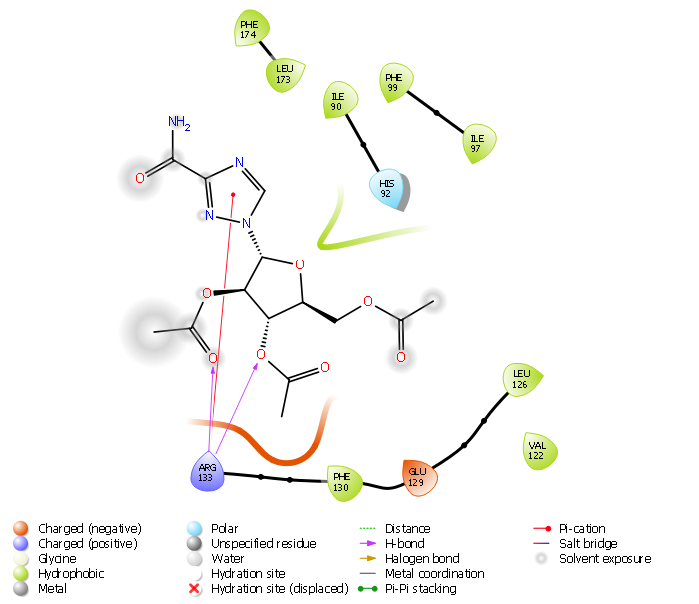 PHE
174
LEU
173
ILE
90
PHE
99
ILE
97
HIS
92
NH2
O
N
N
N
O
O
O
O
O
O
O
LEU
126
VAL
122
ARG
133
PHE
130
GLU
129
Charged (negative)
Charged (positive)
Glycine
Hydrophobic
Metal
Polar
Unspecified residue
Water
Hydration site
Hydration site (displaced)
Distance
H-bond
Halogen bond
Metal coordination
Pi-Pi stacking
Pi-cation
Salt bridge
Solvent exposure